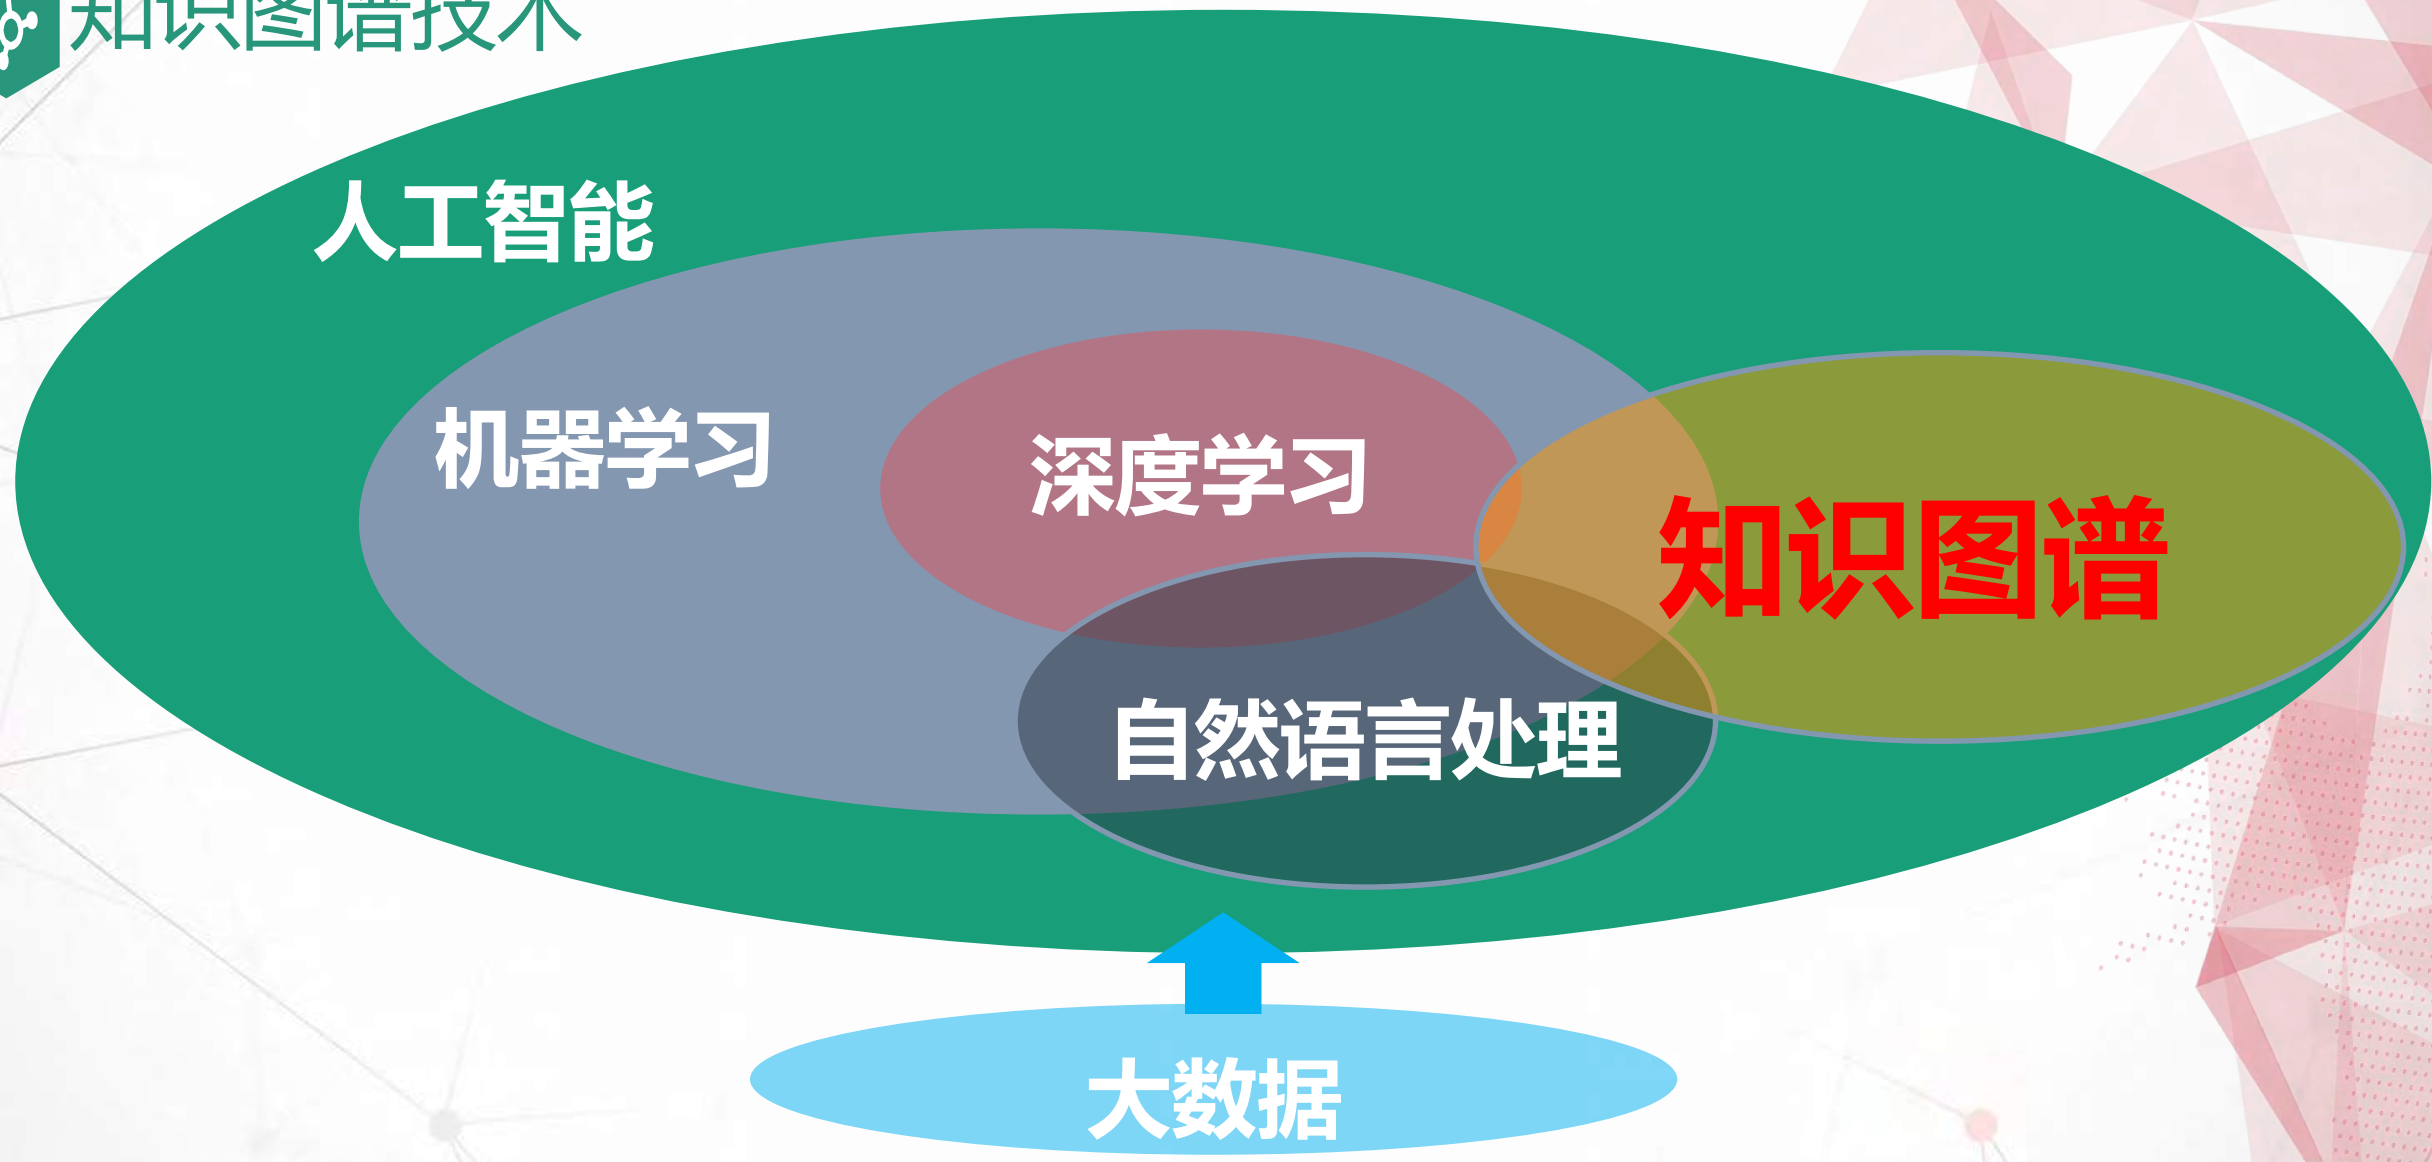 知识图谱技术
人工智能
机器学习
深度学习
知识图谱
自然语言处理
大数据